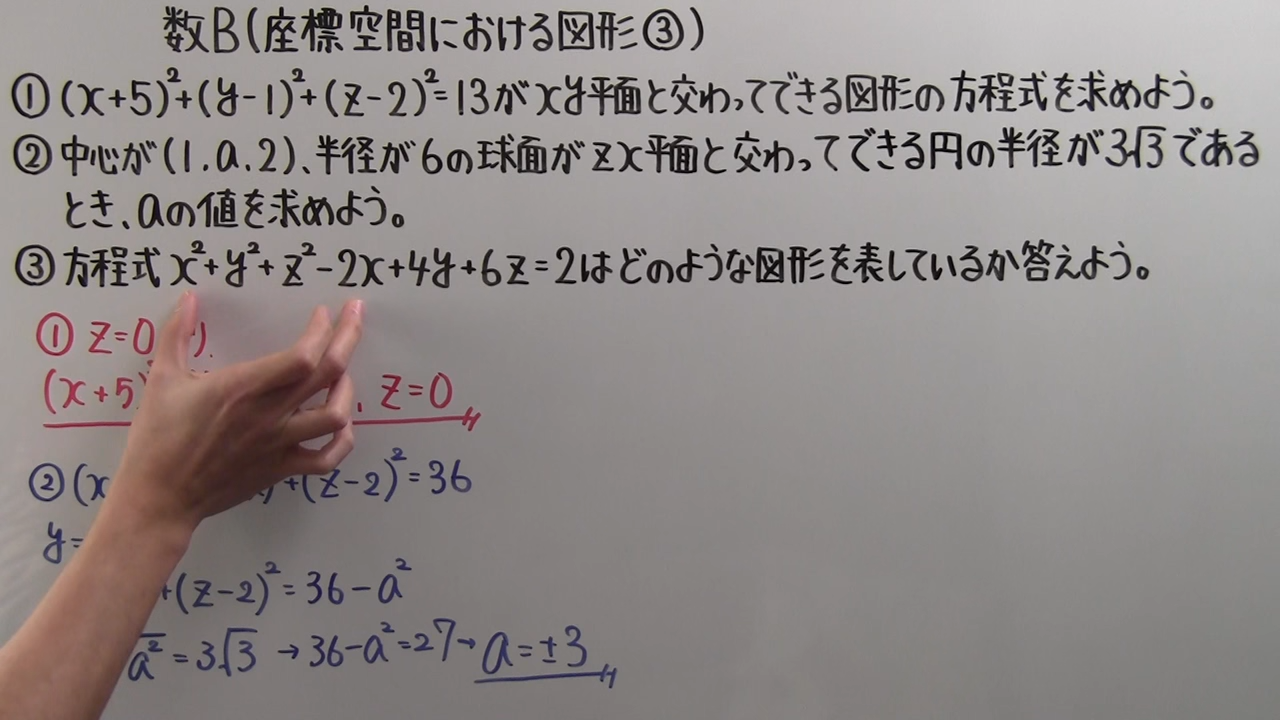 数B(座標空間における図形③)
①(x+5)²+(y-1)²+(z-2)²=13がxy平面と交わってできる図形の方程式を求めよう。
②中心が(1,a,2)、半径が6の球面がzx平面と交わってできる円の半径が3√3である
とき、aの値を求めよう。
③方程式x²+y²+z²-2x+4y+6z=2はどのような図形を表しているか答えよう。
①z=0
(x+5) , z=0
②(x +(z-2)²=36
y=
+(z-2)²=36-a²
a²=3√3→36-a²=27→a=±3